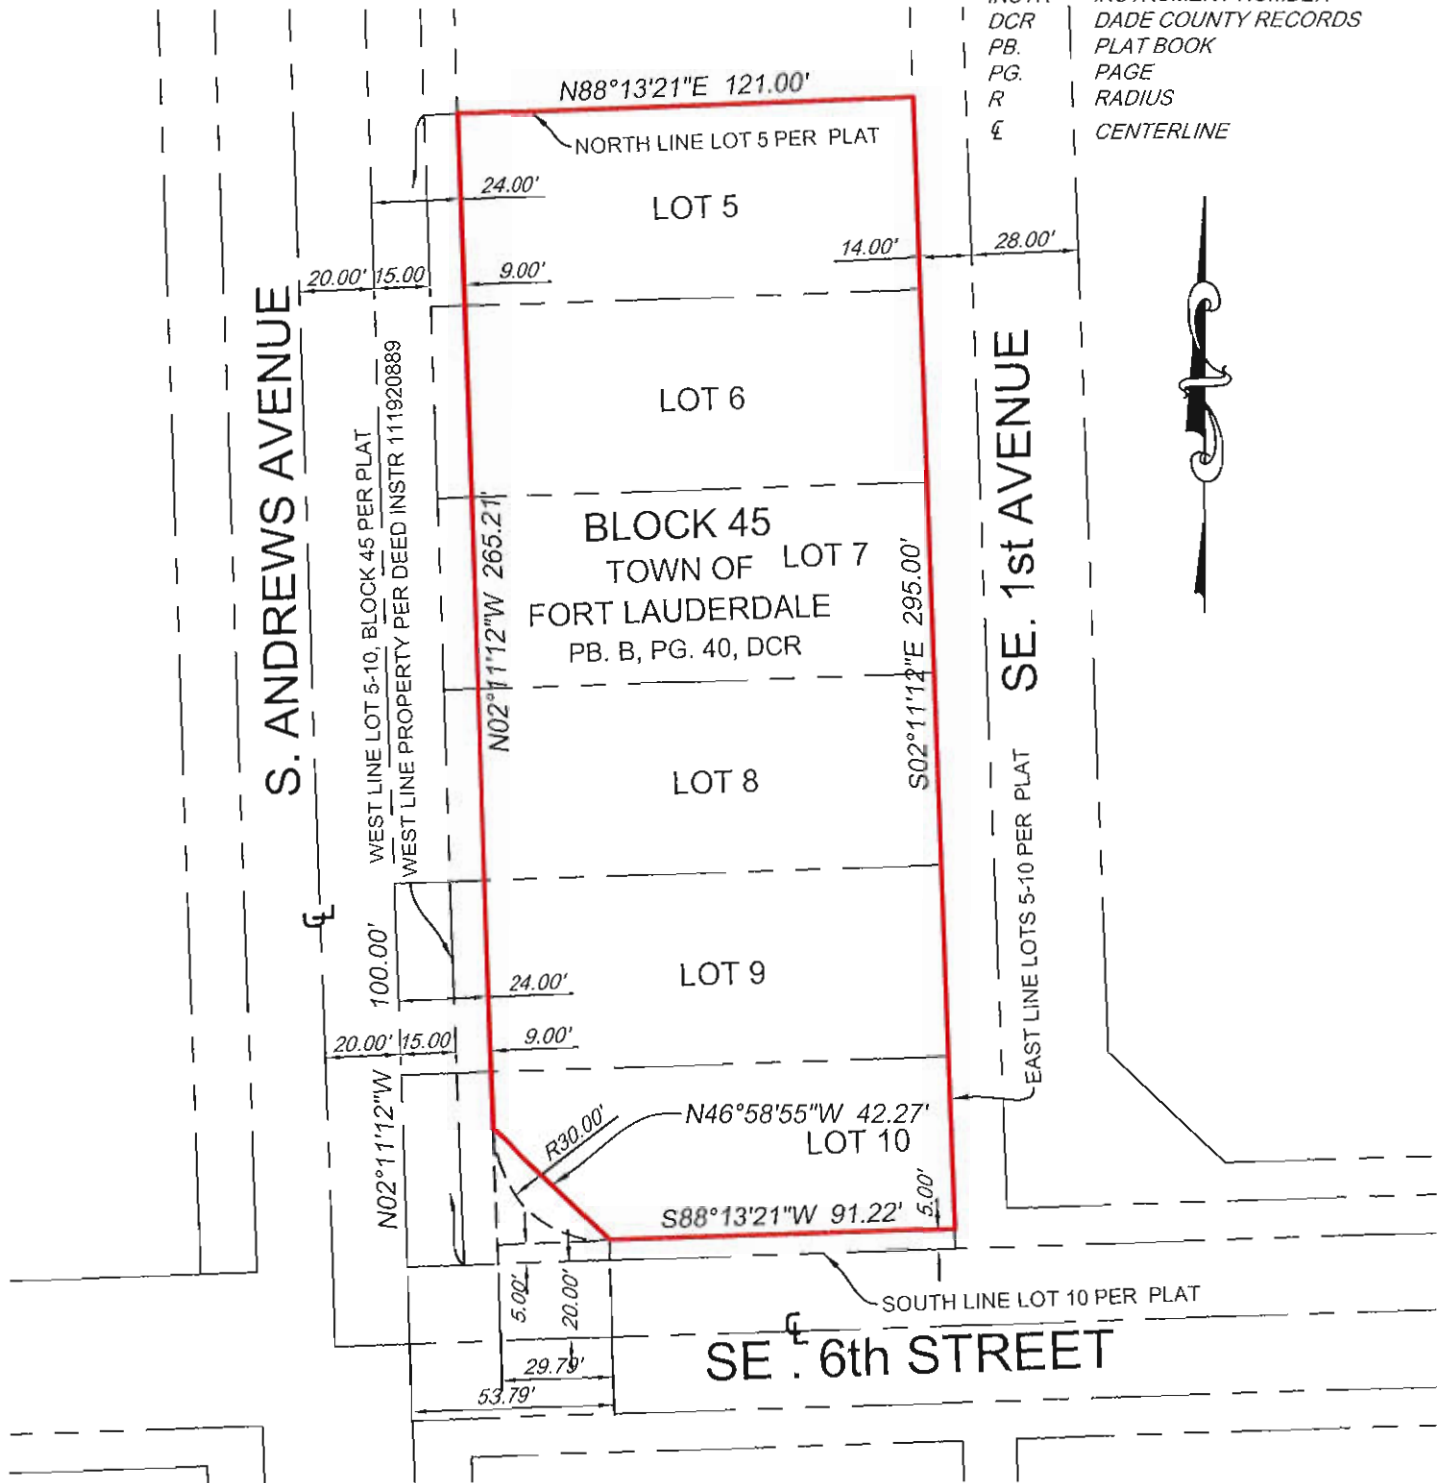 DCR DADE COUNTY RECORDS
PB. PLAT BOOK
PG. PAGE
R RADIUS
℄ CENTERLINE
N88°13'21"E 121.00'
NORTH LINE LOT 5 PER PLAT
24.00'
LOT 5
14.00'
28.00'
20.00'
15.00
9.00'
S. ANDREWS AVENUE
WEST LINE LOT 5-10, BLOCK 45 PER PLAT
WEST LINE PROPERTY PER DEED INSTR 111920889
LOT 6
SE. 1st AVENUE
N02°11'12"W 265.21'
BLOCK 45
TOWN OF
LOT 7
FORT LAUDERDALE
PB. B, PG. 40, DCR
S02°11'12"E 295.00'
LOT 8
EAST LINE LOTS 5-10 PER PLAT
℄
100.00'
24.00'
LOT 9
20.00'
15.00
9.00'
N02°11'12"W
R30.00'
N46°58'55"W 42.27'
LOT 10
S88°13'21"W 91.22'
5.00'
5.00'
20.00'
SOUTH LINE LOT 10 PER PLAT
℄
SE . 6th STREET
29.79'
53.79'